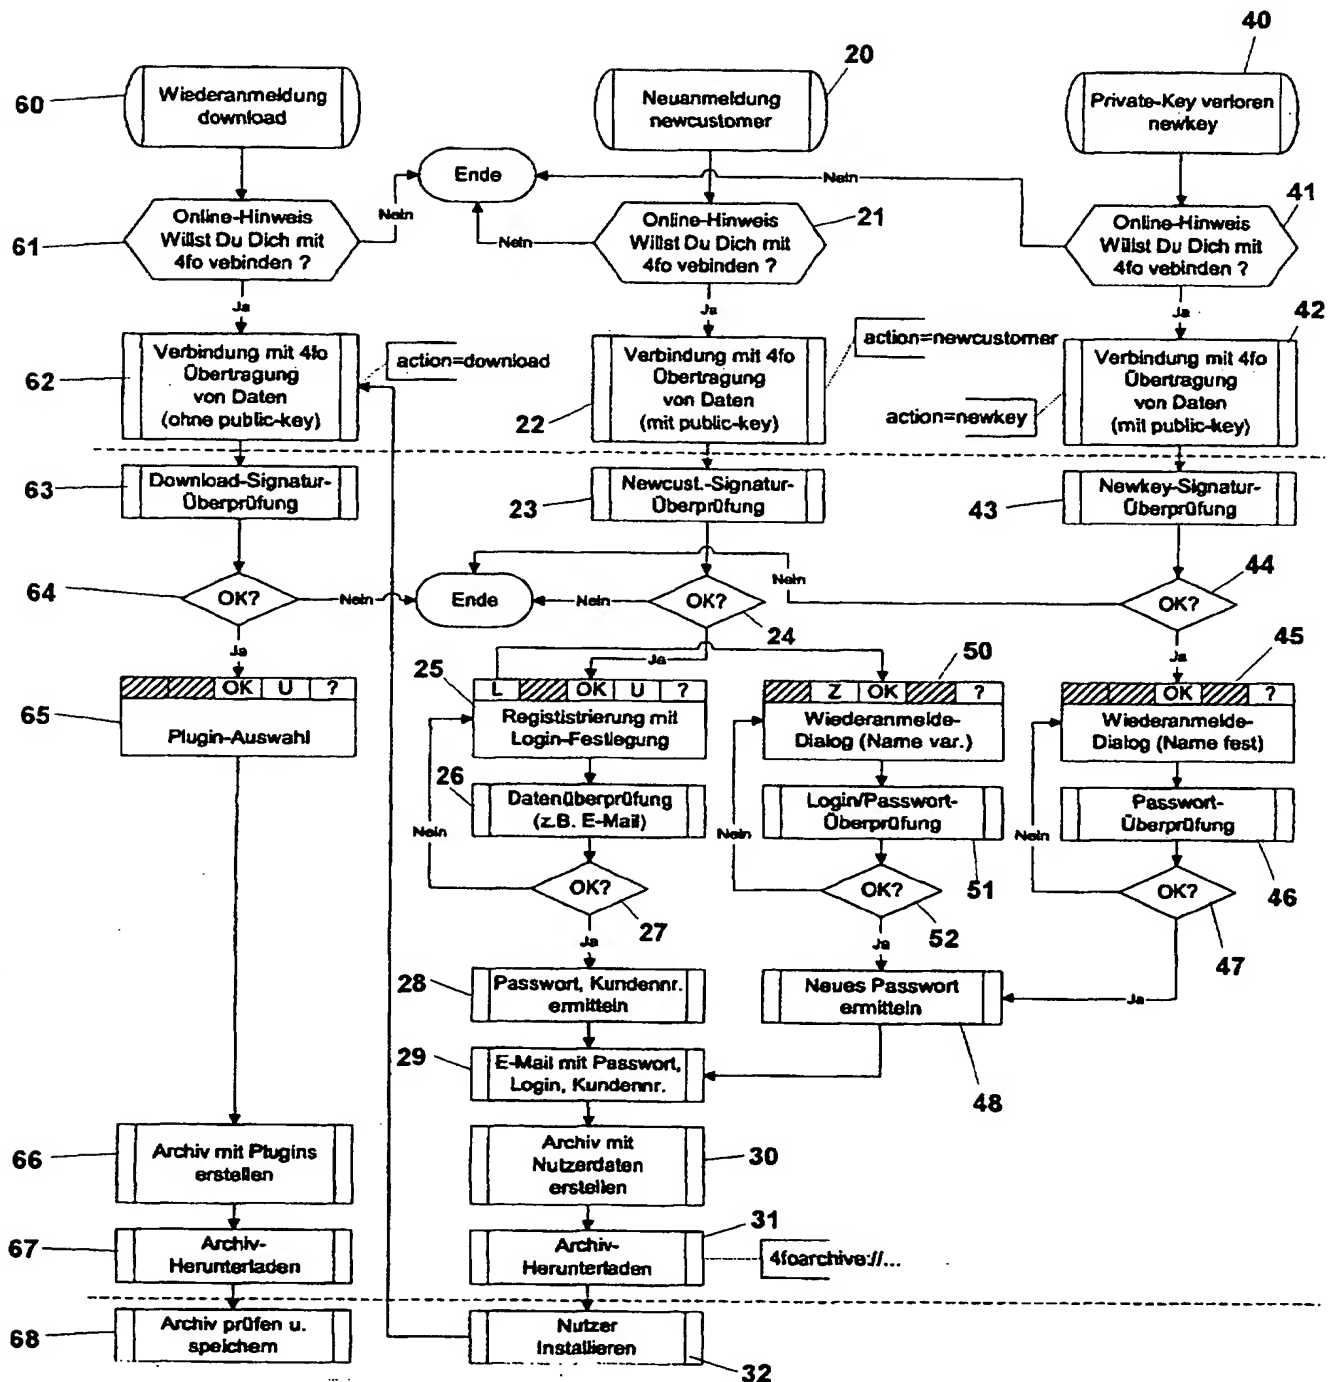 40
20
60
Wiederanmeldung
download
Neuanmeldung
newcustomer
Private-Key verloren
newkey
Ende
Nein
Nein
Nein
61
Online-Hinweis
Willst Du Dich mit
4fo vebinden ?
21
Online-Hinweis
Willst Du Dich mit
4fo vebinden ?
41
Online-Hinweis
Willst Du Dich mit
4fo vebinden ?
Ja
Ja
Ja
62
Verbindung mit 4fo
Übertragung
von Daten
(ohne public-key)
action=download
22
Verbindung mit 4fo
Übertragung
von Daten
(mit public-key)
action=newcustomer
42
Verbindung mit 4fo
Übertragung
von Daten
(mit public-key)
action=newkey
63
Download-Signatur-
Überprüfung
23
Newcust.-Signatur-
Überprüfung
43
Newkey-Signatur-
Überprüfung
64
OK?
Nein
Ende
Nein
OK?
24
Nein
OK?
44
Ja
Ja
Ja
65
OK U ?
Plugin-Auswahl
25
L OK U ?
Regististrierung mit
Login-Festlegung
50
Z OK ?
Wiederanmelde-
Dialog (Name var.)
45
OK ?
Wiederanmelde-
Dialog (Name fest)
26
Datenüberprüfung
(z.B. E-Mail)
Nein
Login/Passwort-
Überprüfung
Nein
51
Passwort-
Überprüfung
Nein
46
OK?
27
OK?
52
OK?
47
Ja
Ja
Ja
28
Passwort, Kundennr.
ermitteln
Neues Passwort
ermitteln
48
29
E-Mail mit Passwort,
Login, Kundennr.
66
Archiv mit Plugins
erstellen
Archiv mit
Nutzerdaten
erstellen
30
67
Archiv-
Herunterladen
Archiv-
Herunterladen
31
4foarchive://...
68
Archiv prüfen u.
speichern
Nutzer
Installieren
32